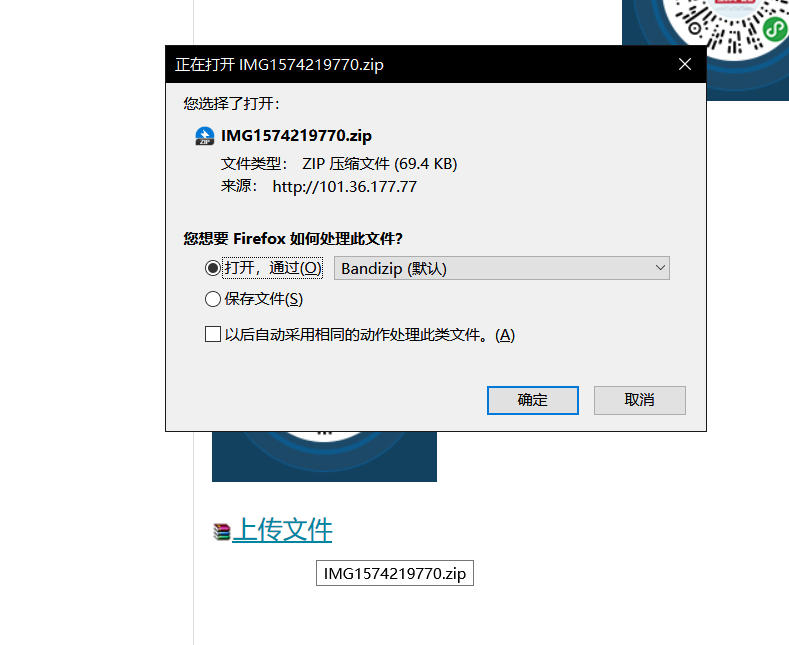 正在打开 IMG1574219770.zip
您选择了打开：
IMG1574219770.zip
文件类型： ZIP 压缩文件 (69.4 KB)
来源： http://101.36.177.77
您想要 Firefox 如何处理此文件？
打开，通过(O) Bandizip (默认)
保存文件(S)
以后自动采用相同的动作处理此类文件。(A)
确定 取消
上传文件
IMG1574219770.zip